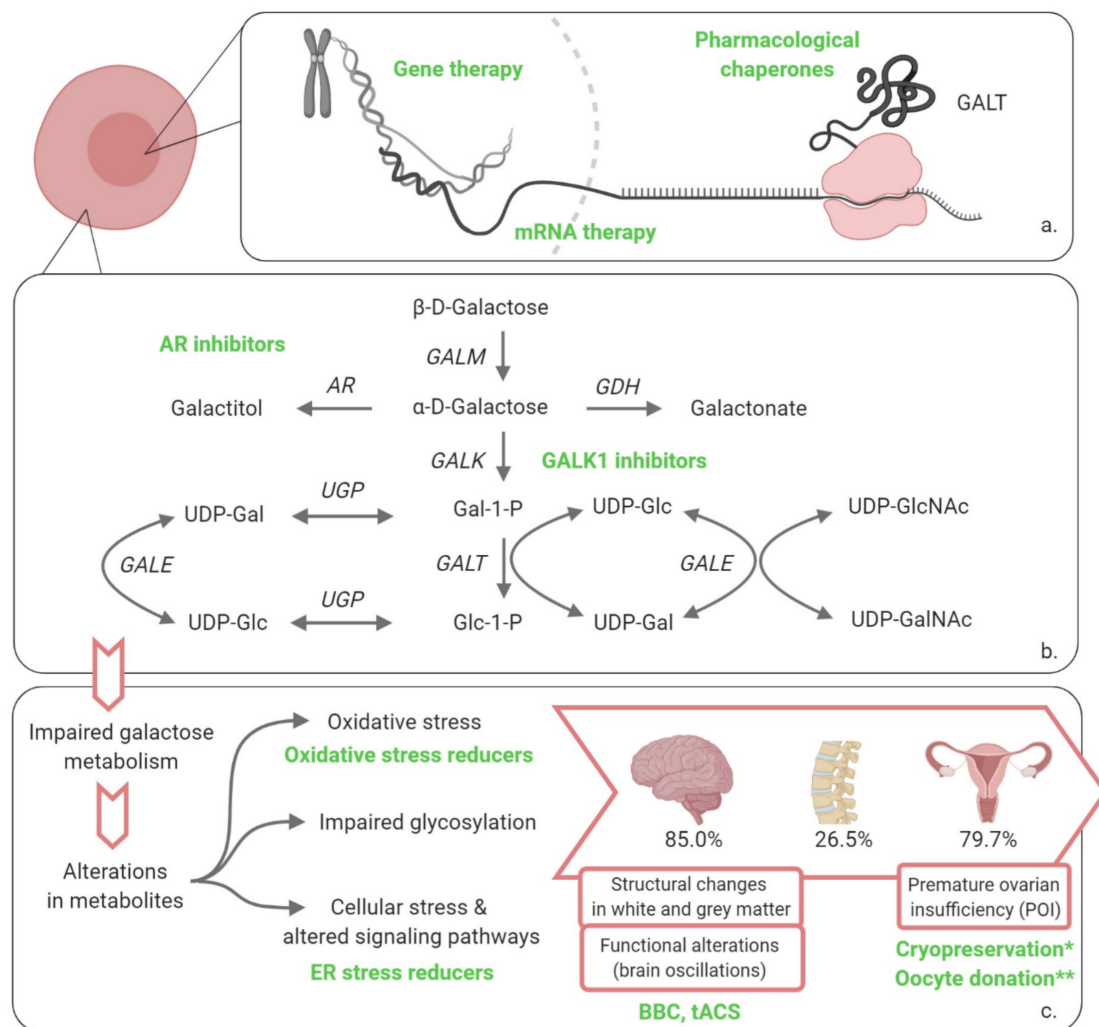 Gene therapy
Pharmacological
chaperones
GALT
mRNA therapy
a.
β-D-Galactose
AR inhibitors
GALM
AR
GDH
Galactitol
α-D-Galactose
Galactonate
GALK
GALK1 inhibitors
UGP
UDP-Gal
Gal-1-P
UDP-Glc
UDP-GlcNAc
GALE
GALT
GALE
UGP
UDP-Glc
Glc-1-P
UDP-Gal
UDP-GalNAc
b.
Impaired galactose
metabolism
Alterations
in metabolites
Oxidative stress
Oxidative stress reducers
Impaired glycosylation
Cellular stress &
altered signaling pathways
ER stress reducers
85.0%
26.5%
79.7%
Structural changes
in white and grey matter
Functional alterations
(brain oscillations)
BBC, tACS
Premature ovarian
insufficiency (POI)
Cryopreservation*
Oocyte donation**
c.